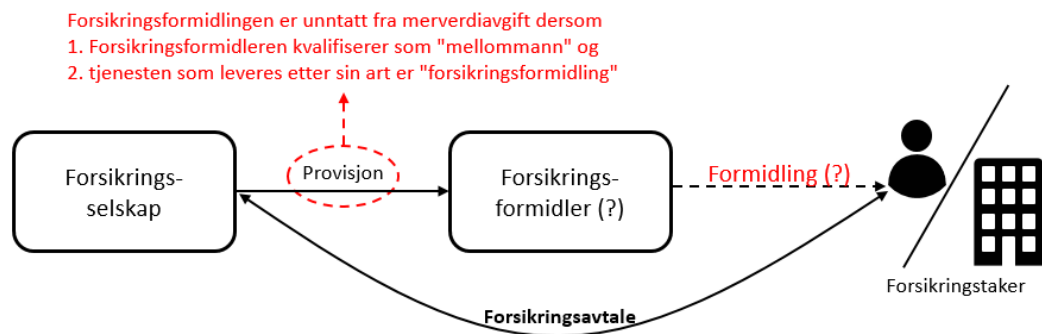 Forsikringsformidlingen er unntatt fra merverdiavgift dersom
1. Forsikringsformidleren kvalifiserer som "mellommann" og
2. tjenesten som leveres etter sin art er "forsikringsformidling"
Forsikrings-
selskap
Provisjon
Forsikrings-
formidler (?)
Formidling (?)
Forsikringstaker
Forsikringsavtale